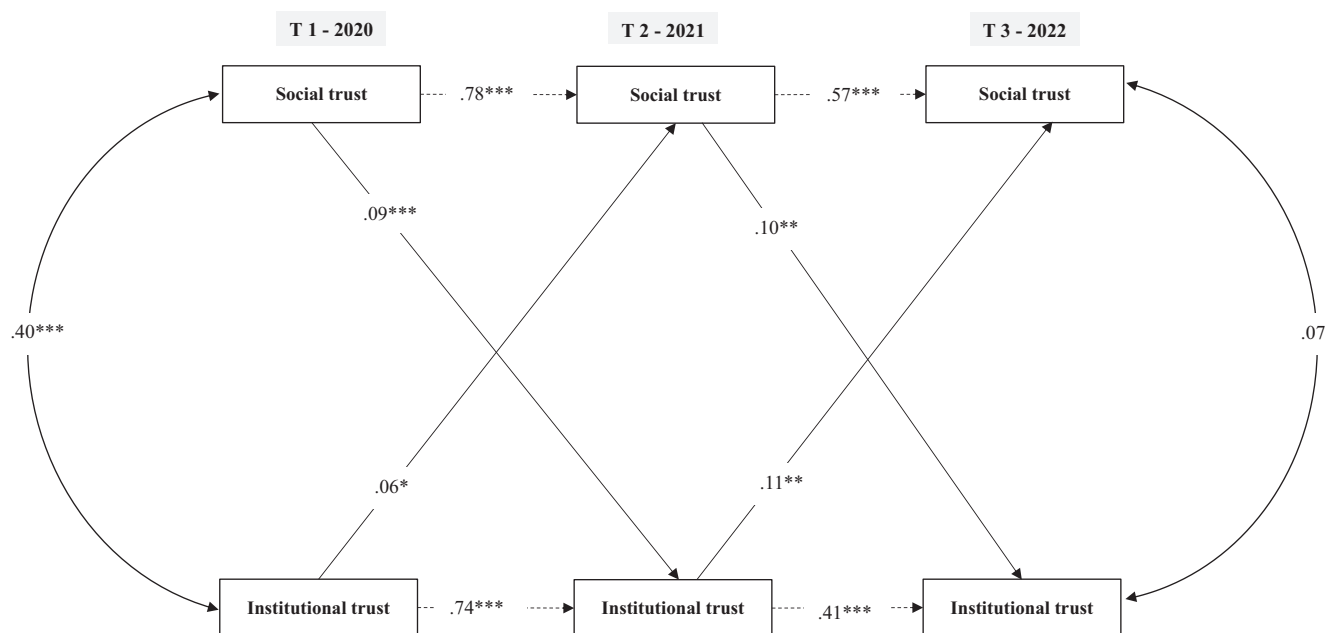 T 1 - 2020
T 2 - 2021
T 3 - 2022
Social trust
.78***
Social trust
.57***
Social trust
.09***
.10**
.40***
.07
.06*
.11**
Institutional trust
.74***
Institutional trust
.41***
Institutional trust